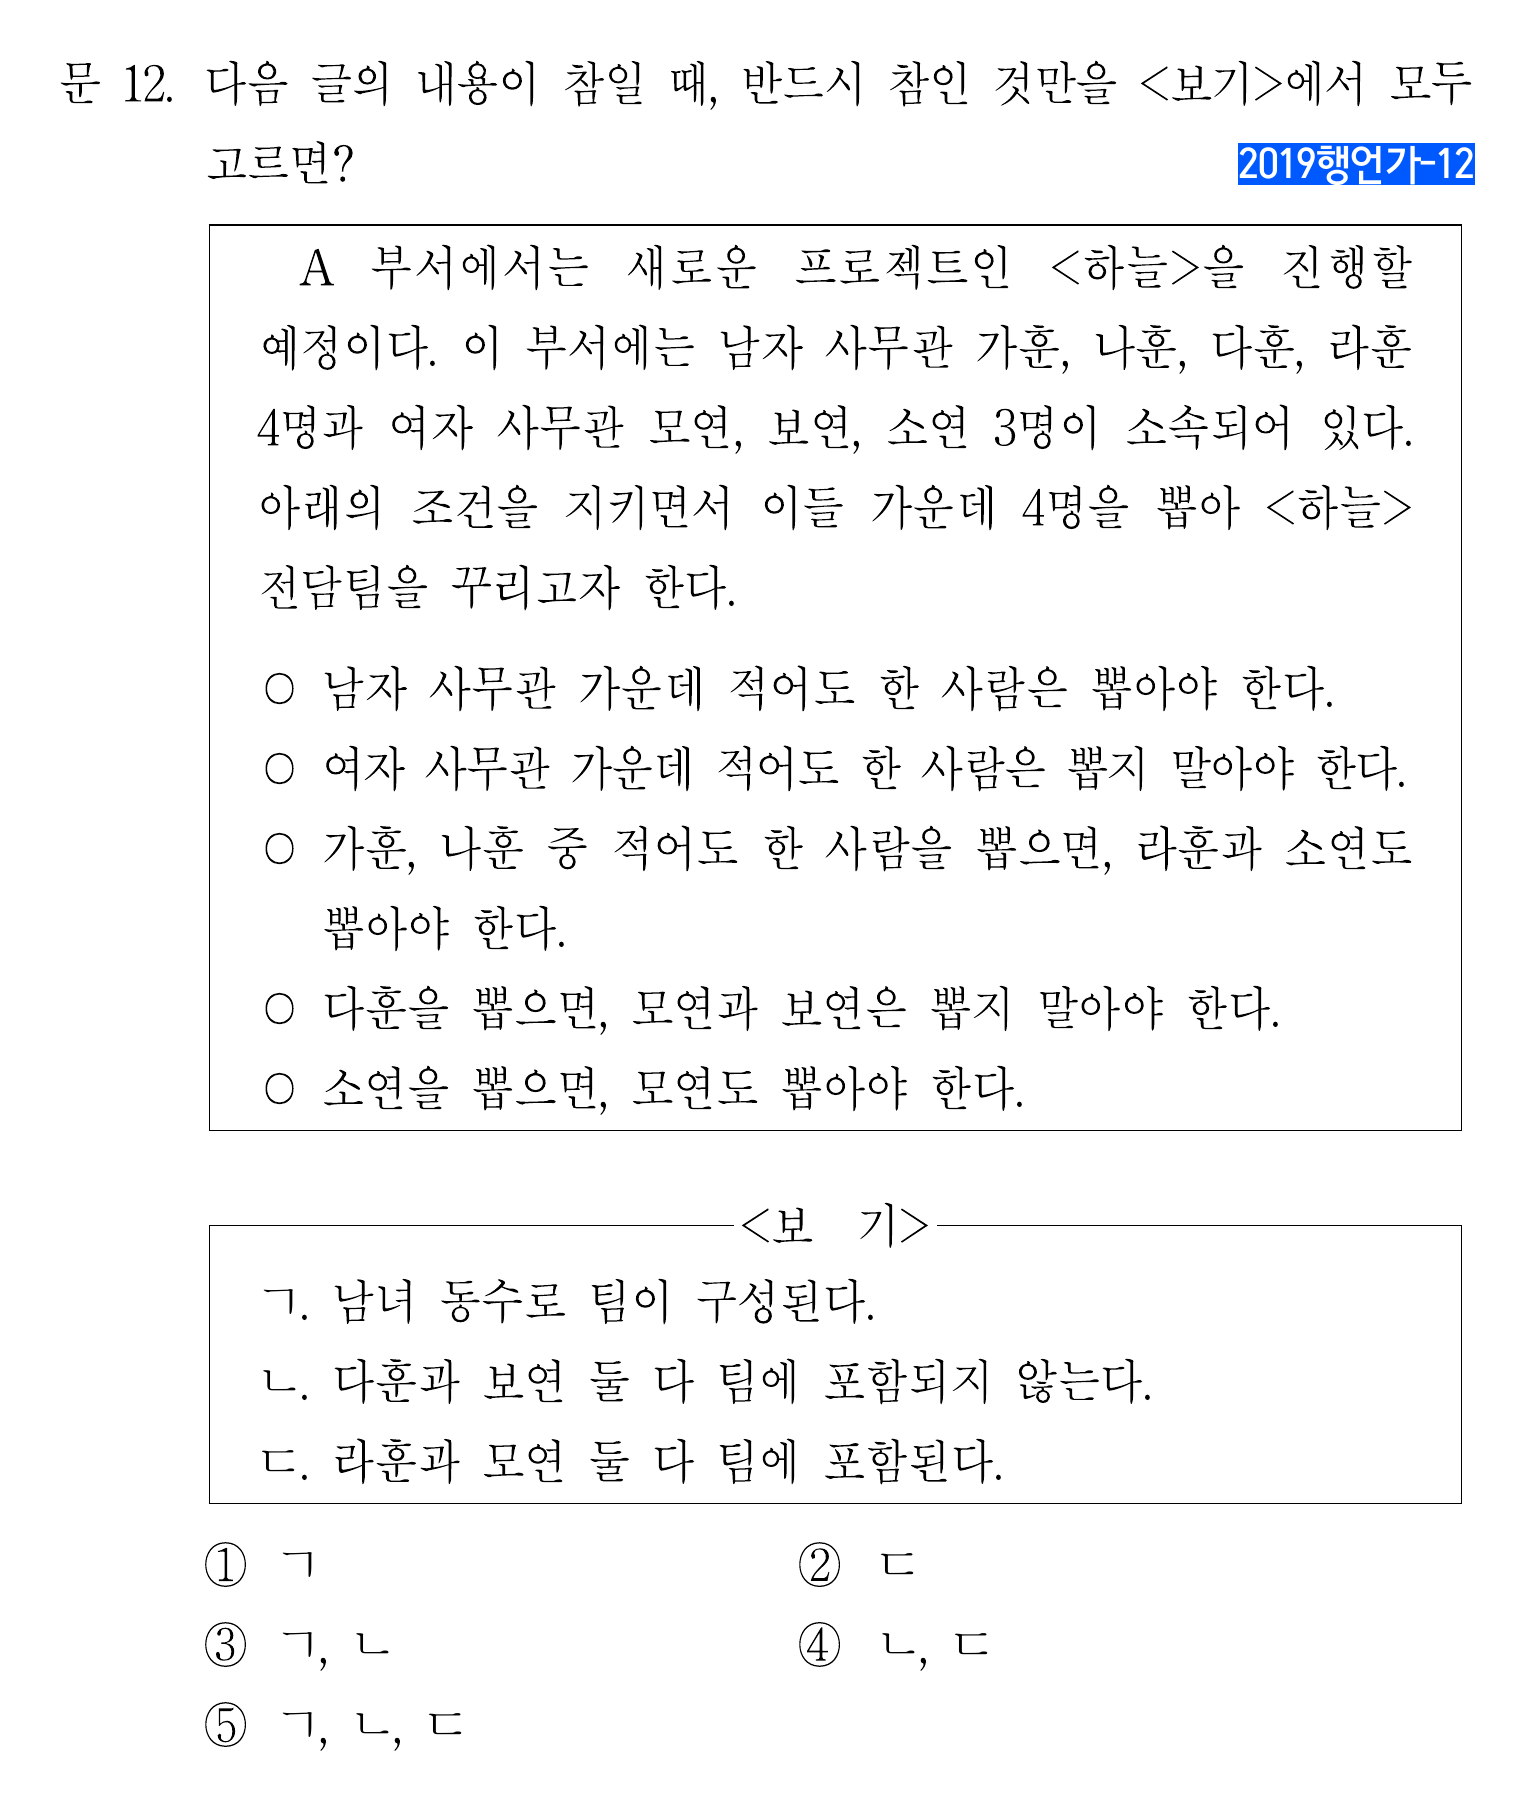 문 12. 다음 글의 내용이 참일 때, 반드시 참인 것만을 <보기>에서 모두
고르면?
2019행언가-12
A 부서에서는 새로운 프로젝트인 <하늘>을 진행할
예정이다. 이 부서에는 남자 사무관 가훈, 나훈, 다훈, 라훈
4명과 여자 사무관 모연, 보연, 소연 3명이 소속되어 있다.
아래의 조건을 지키면서 이들 가운데 4명을 뽑아 <하늘>
전담팀을 꾸리고자 한다.
○ 남자 사무관 가운데 적어도 한 사람은 뽑아야 한다.
○ 여자 사무관 가운데 적어도 한 사람은 뽑지 말아야 한다.
○ 가훈, 나훈 중 적어도 한 사람을 뽑으면, 라훈과 소연도
뽑아야 한다.
○ 다훈을 뽑으면, 모연과 보연은 뽑지 말아야 한다.
○ 소연을 뽑으면, 모연도 뽑아야 한다.
<보 기>
ㄱ. 남녀 동수로 팀이 구성된다.
ㄴ. 다훈과 보연 둘 다 팀에 포함되지 않는다.
ㄷ. 라훈과 모연 둘 다 팀에 포함된다.
① ㄱ ② ㄷ
③ ㄱ, ㄴ ④ ㄴ, ㄷ
⑤ ㄱ, ㄴ, ㄷ